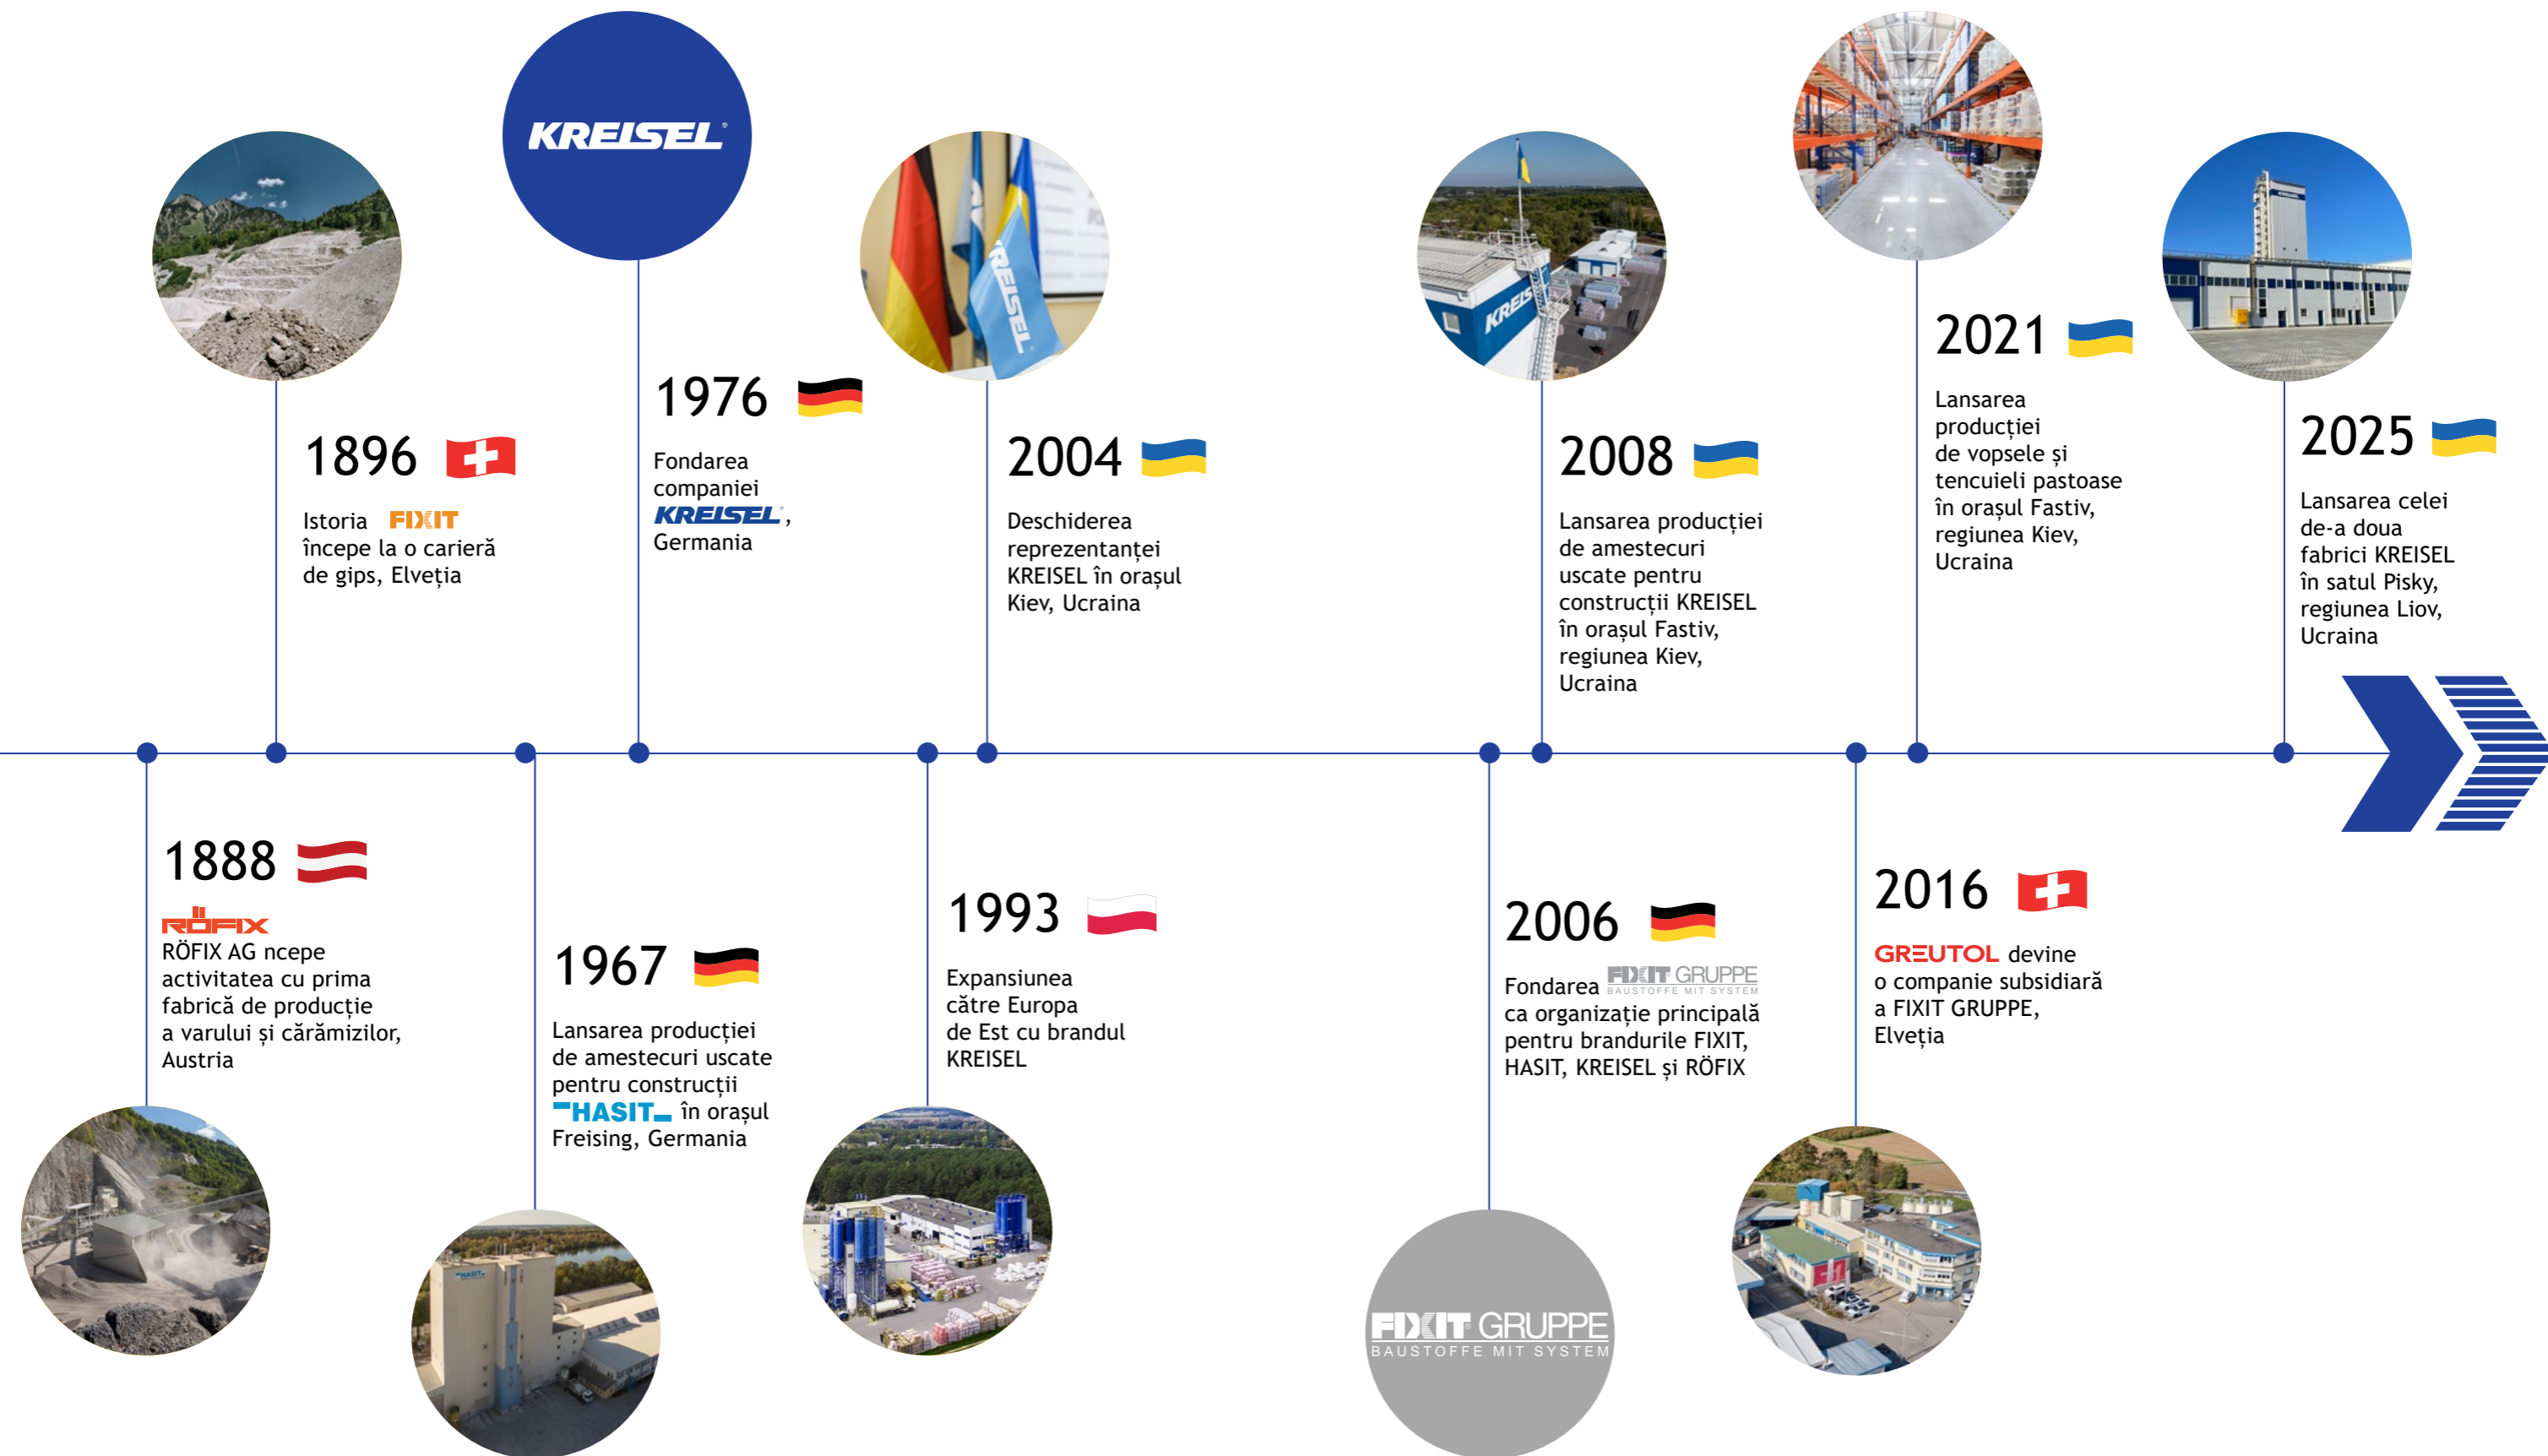 KREISEL
1896
Istoria FIXIT
începe la o carieră
de gips, Elveția
1976
Fondarea
companiei
KREISEL,
Germania
REISEL
2004
Deschiderea
reprezentanței
KREISEL în orașul
Kiev, Ucraina
KREIS
2008
Lansarea producției
de amestecuri
uscate pentru
construcții KREISEL
în orașul Fastiv,
regiunea Kiev,
Ucraina
2021
Lansarea
producției
de vopsele și
tencuieli pastoase
în orașul Fastiv,
regiunea Kiev,
Ucraina
KREISEL
2025
Lansarea celei
de-a doua
fabrici KREISEL
în satul Pisky,
regiunea Liov,
Ucraina
1888
RÖFIX
RÖFIX AG ncepe
activitatea cu prima
fabrică de producție
a varului și cărămizilor,
Austria
1967
Lansarea producției
de amestecuri uscate
pentru construcții
HASIT în orașul
Freising, Germania
HASIT
1993
Expansiunea
către Europa
de Est cu brandul
KREISEL
2006
Fondarea FIXIT GRUPPE
BAUSTOFFE MIT SYSTEM
ca organizație principală
pentru brandurile FIXIT,
HASIT, KREISEL și RÖFIX
FIXIT GRUPPE
BAUSTOFFE MIT SYSTEM
2016
GREUTOL devine
o companie subsidiară
a FIXIT GRUPPE,
Elveția